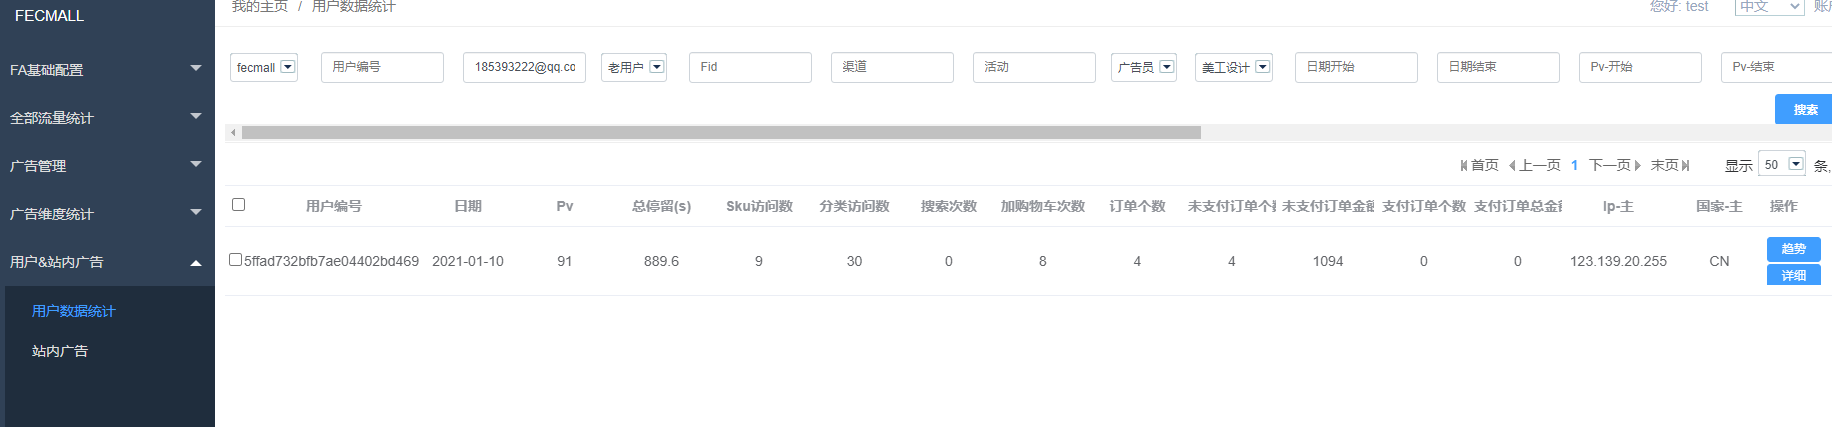 FECMALL
我的主页 / 用户数据统计
您好: test 中文
FA基础配置
全部流量统计
广告管理
广告维度统计
用户&站内广告
用户数据统计
站内广告
fecmall 用户编号 185393222@qq.co 老用户 Fid 渠道 活动 广告员 美工设计 日期开始 日期结束 Pv-开始 Pv-结束
搜索
首页 上一页 1 下一页 末页 显示 50 条,
用户编号 日期 Pv 总停留(s) Sku访问数 分类访问数 搜索次数 加购物车次数 订单个数 未支付订单个 未支付订单金 支付订单个数 支付订单总金 Ip-主 国家-主 操作
5ffad732bfb7ae04402bd469 2021-01-10 91 889.6 9 30 0 8 4 4 1094 0 0 123.139.20.255 CN 趋势
详细